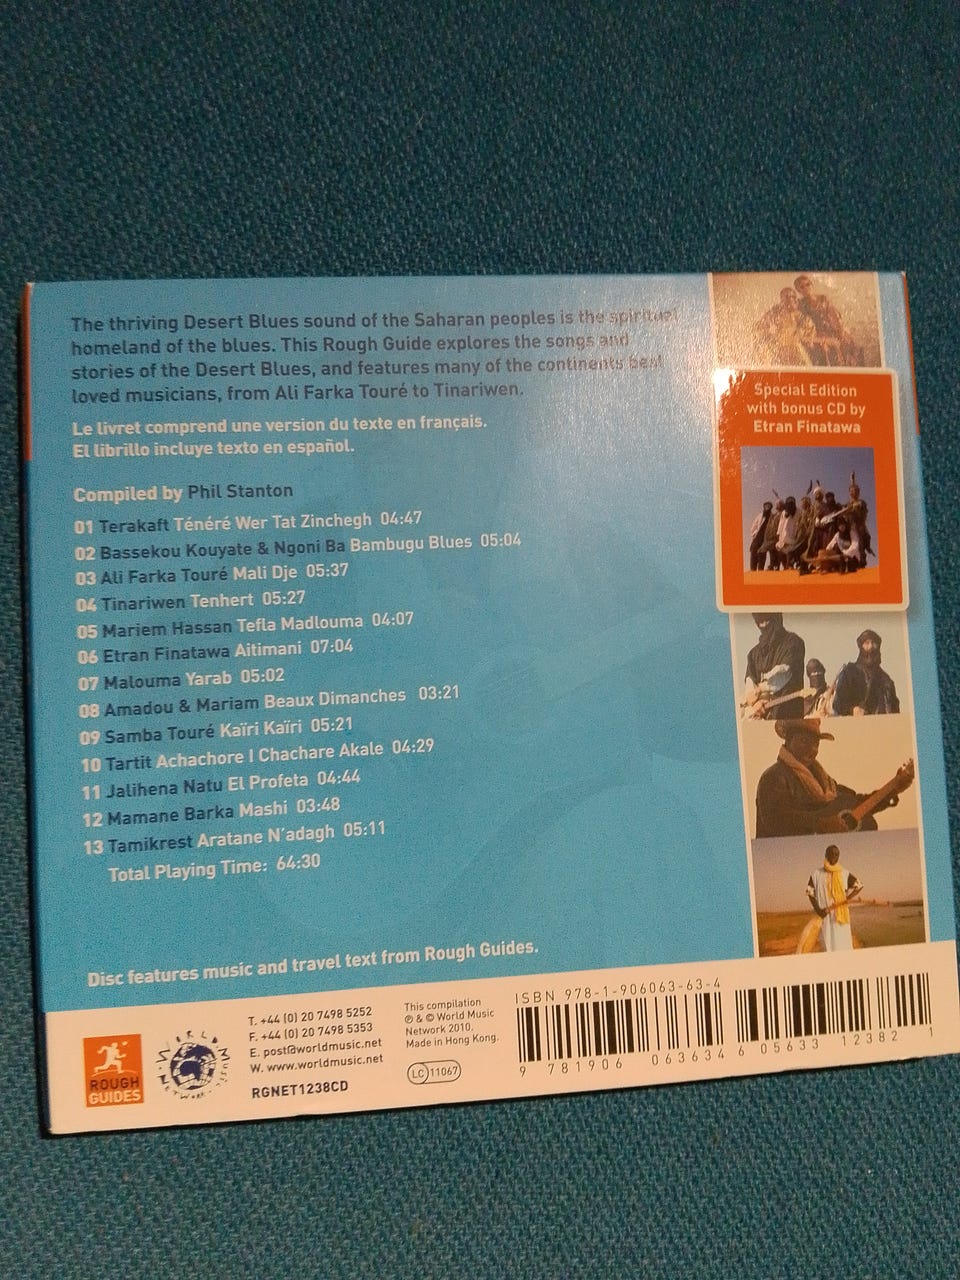 The thriving Desert Blues sound of the Saharan peoples is the spiritual
homeland of the blues. This Rough Guide explores the songs and
stories of the Desert Blues, and features many of the continents best
loved musicians, from Ali Farka Touré to Tinariwen.
Le livret comprend une version du texte en français.
El librillo incluye texto en español.
Compiled by Phil Stanton
01 Terakaft Ténéré Wer Tat Zinchegh 04:47
02 Bassekou Kouyate & Ngoni Ba Bambugu Blues 05:04
03 Ali Farka Touré Mali Dje 05:37
04 Tinariwen Tenhert 05:27
05 Mariem Hassan Tefla Madlouma 04:07
06 Etran Finatawa Aitimani 07:04
07 Malouma Yarab 05:02
08 Amadou & Mariam Beaux Dimanches 03:21
09 Samba Touré Kaïri Kaïri 05:21
10 Tartit Achachore I Chachare Akale 04:29
11 Jalihena Natu El Profeta 04:44
12 Mamane Barka Mashi 03:48
13 Tamikrest Aratane N'adagh 05:11
Total Playing Time: 64:30
Disc features music and travel text from Rough Guides.
Special Edition
with bonus CD by
Etran Finatawa
ROUGH
GUIDES
WORLD MUSIC
NETWORK
T. +44 (0) 20 7498 5252
F. +44 (0) 20 7498 5353
E. post@worldmusic.net
W. www.worldmusic.net
RGNET1238CD
This compilation
℗ & © World Music
Network 2010.
Made in Hong Kong.
LC 11067
ISBN 978-1-906063-63-4
9 781906 063634
6 05633 12382 1